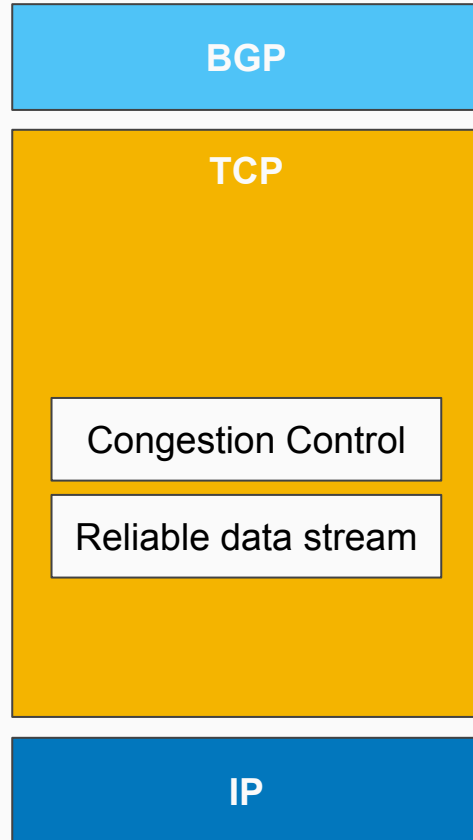 BGP
TCP
Congestion Control
Reliable data stream
IP